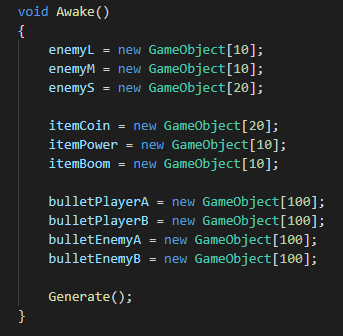 void Awake()
{
    enemyL = new GameObject[10];
    enemyM = new GameObject[10];
    enemyS = new GameObject[20];

    itemCoin = new GameObject[20];
    itemPower = new GameObject[10];
    itemBoom = new GameObject[10];

    bulletPlayerA = new GameObject[100];
    bulletPlayerB = new GameObject[100];
    bulletEnemyA = new GameObject[100];
    bulletEnemyB = new GameObject[100];

    Generate();
}